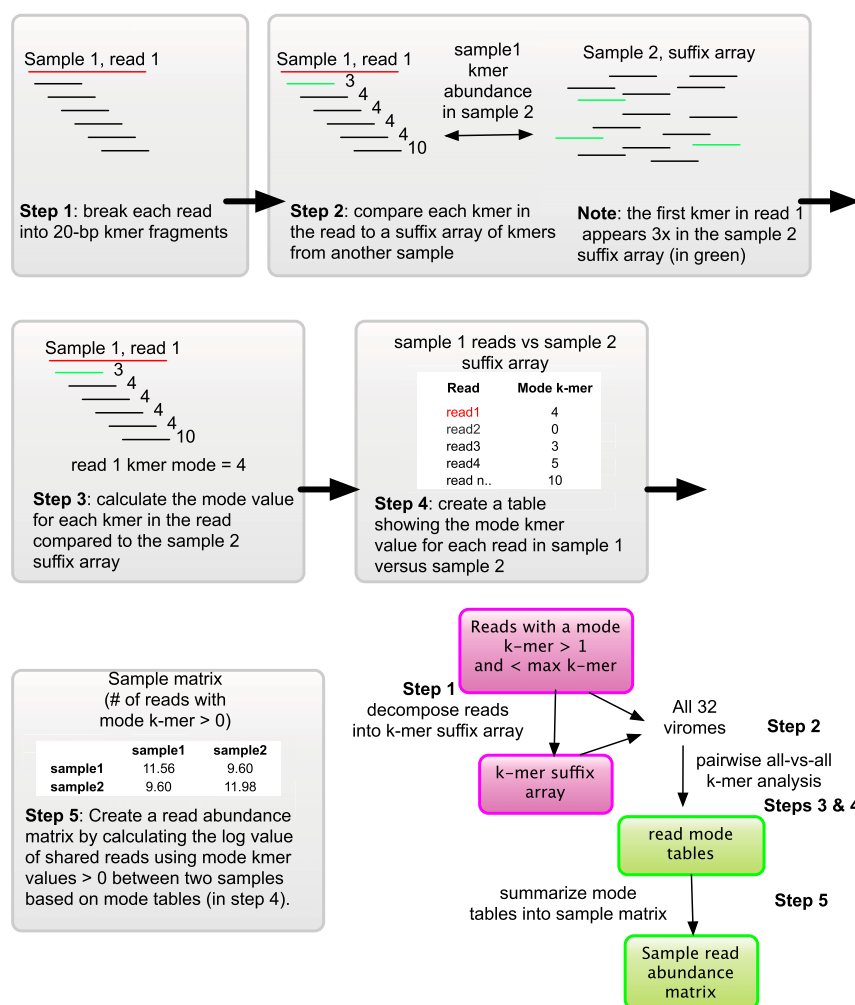 Sample 1, read 1
Step 1: break each read
into 20-bp kmer fragments
Sample 1, read 1
3
4
4
4
4
10
sample1
kmer
abundance
in sample 2
Sample 2, suffix array
Step 2: compare each kmer in
the read to a suffix array of kmers
from another sample
Note: the first kmer in read 1
appears 3x in the sample 2
suffix array (in green)
Sample 1, read 1
3
4
4
4
4
10
read 1 kmer mode = 4
Step 3: calculate the mode value
for each kmer in the read
compared to the sample 2
suffix array
sample 1 reads vs sample 2
suffix array
Read Mode k-mer
read1 4
read2 0
read3 3
read4 5
read n.. 10
Step 4: create a table
showing the mode kmer
value for each read in sample 1
versus sample 2
Sample matrix
(# of reads with
mode k-mer > 0)
sample1 sample2
sample1 11.56 9.60
sample2 9.60 11.98
Step 5: Create a read abundance
matrix by calculating the log value
of shared reads using mode kmer
values > 0 between two samples
based on mode tables (in step 4).
Reads with a mode
k-mer > 1
and < max k-mer
Step 1
decompose reads
into k-mer suffix array
k-mer suffix
array
All 32
viromes
Step 2
pairwise all-vs-all
k-mer analysis
Steps 3 & 4
read mode
tables
summarize mode
tables into sample matrix
Step 5
Sample read
abundance
matrix